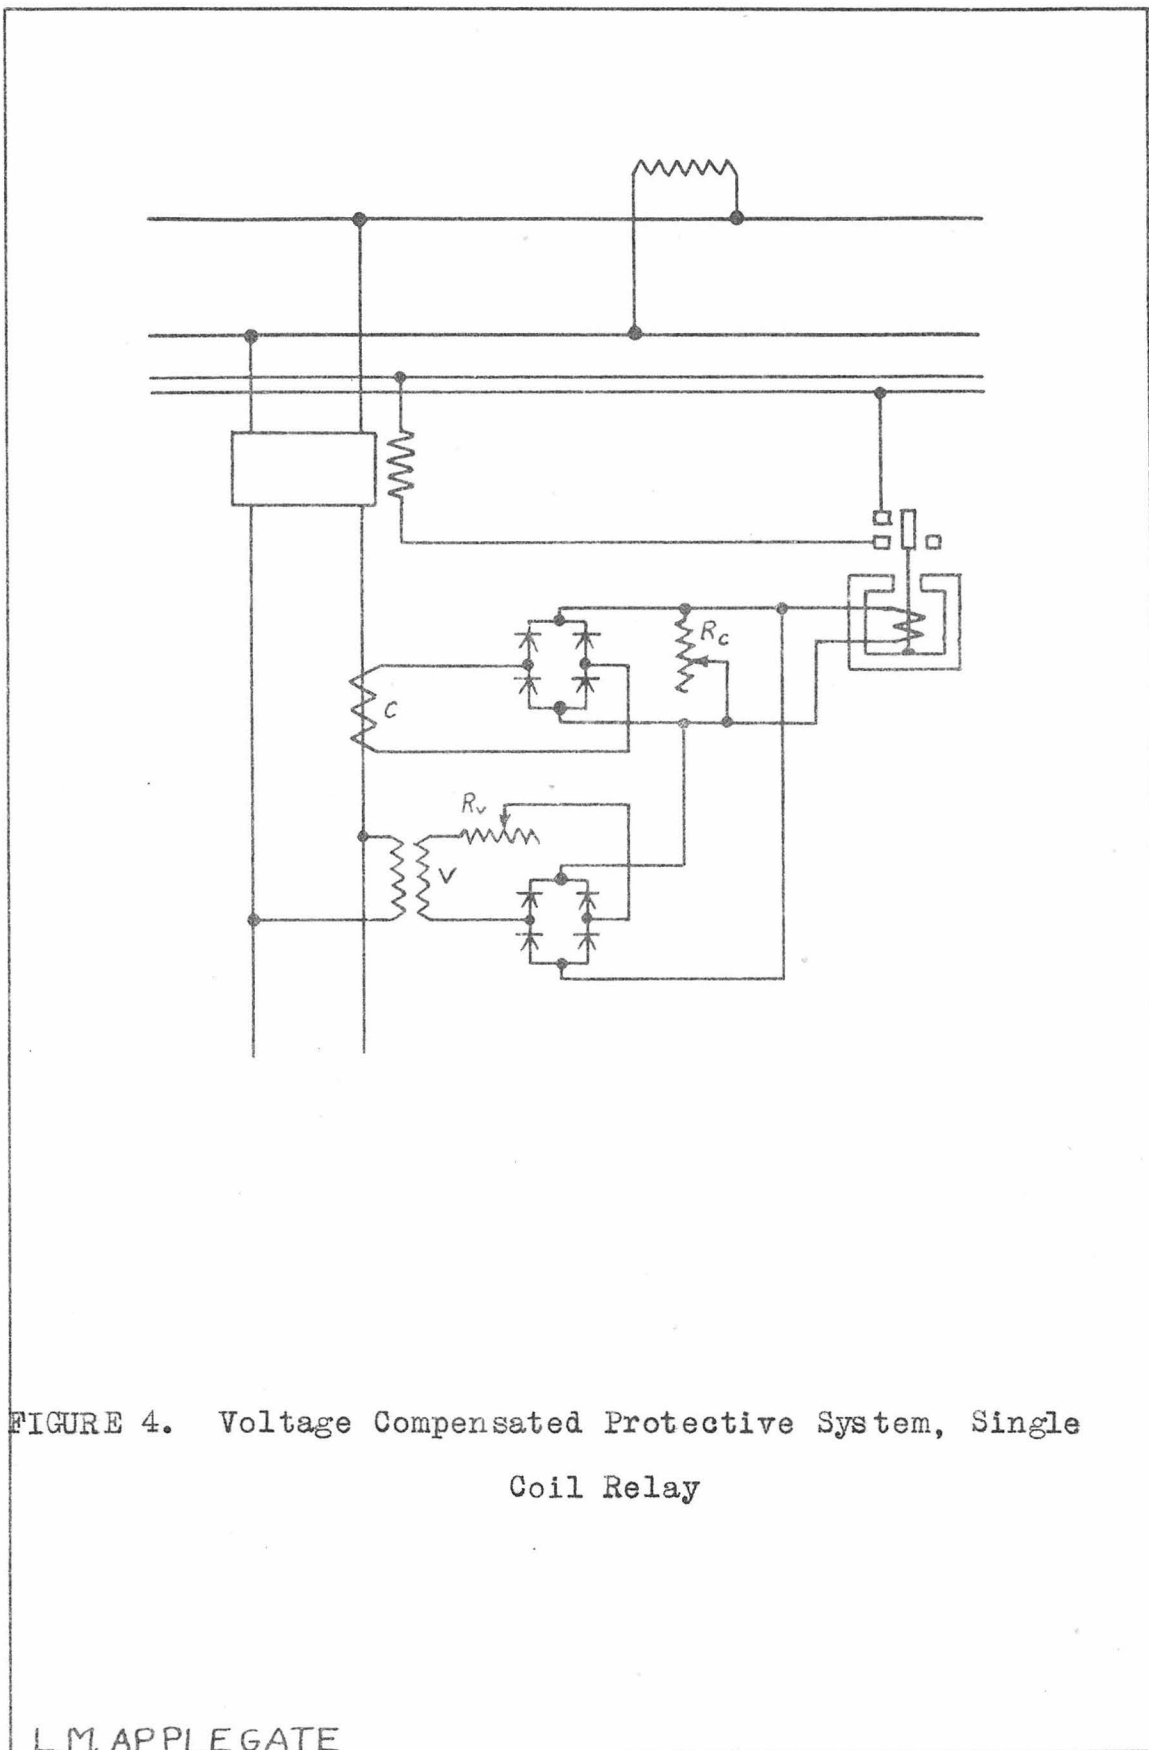 Rc
C
Rv
V
FIGURE 4. Voltage Compensated Protective System, Single
Coil Relay
L.M. APPLEGATE